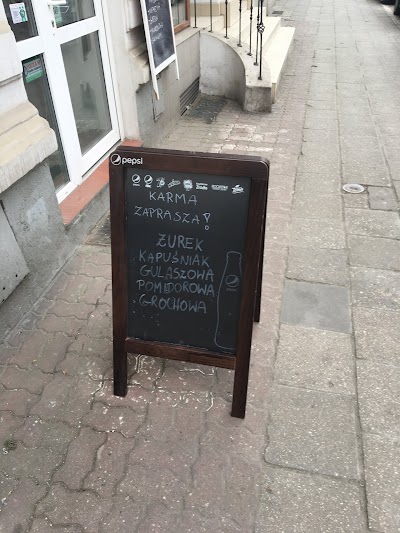 pepsi
KARMA
ZAPRASZA!
ŻUREK
KAPUŚNIAK
GULASZOWA
POMIDOROWA
GROCHOWA